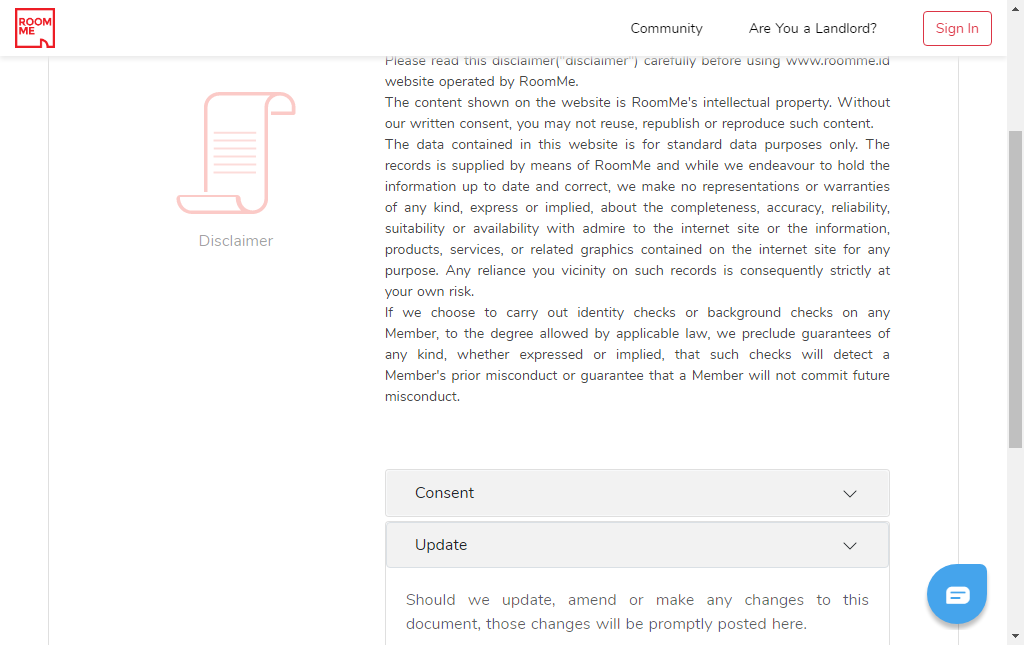 ROOM
ME
Community
Are You a Landlord?
Sign In
Please read this disclaimer("disclaimer") carefully before using www.roomme.id
website operated by RoomMe.
The content shown on the website is RoomMe's intellectual property. Without
our written consent, you may not reuse, republish or reproduce such content.
The data contained in this website is for standard data purposes only. The
records is supplied by means of RoomMe and while we endeavour to hold the
information up to date and correct, we make no representations or warranties
of any kind, express or implied, about the completeness, accuracy, reliability,
suitability or availability with admire to the internet site or the information,
products, services, or related graphics contained on the internet site for any
purpose. Any reliance you vicinity on such records is consequently strictly at
your own risk.
If we choose to carry out identity checks or background checks on any
Member, to the degree allowed by applicable law, we preclude guarantees of
any kind, whether expressed or implied, that such checks will detect a
Member's prior misconduct or guarantee that a Member will not commit future
misconduct.
Disclaimer
Consent
Update
Should we update, amend or make any changes to this
document, those changes will be promptly posted here.